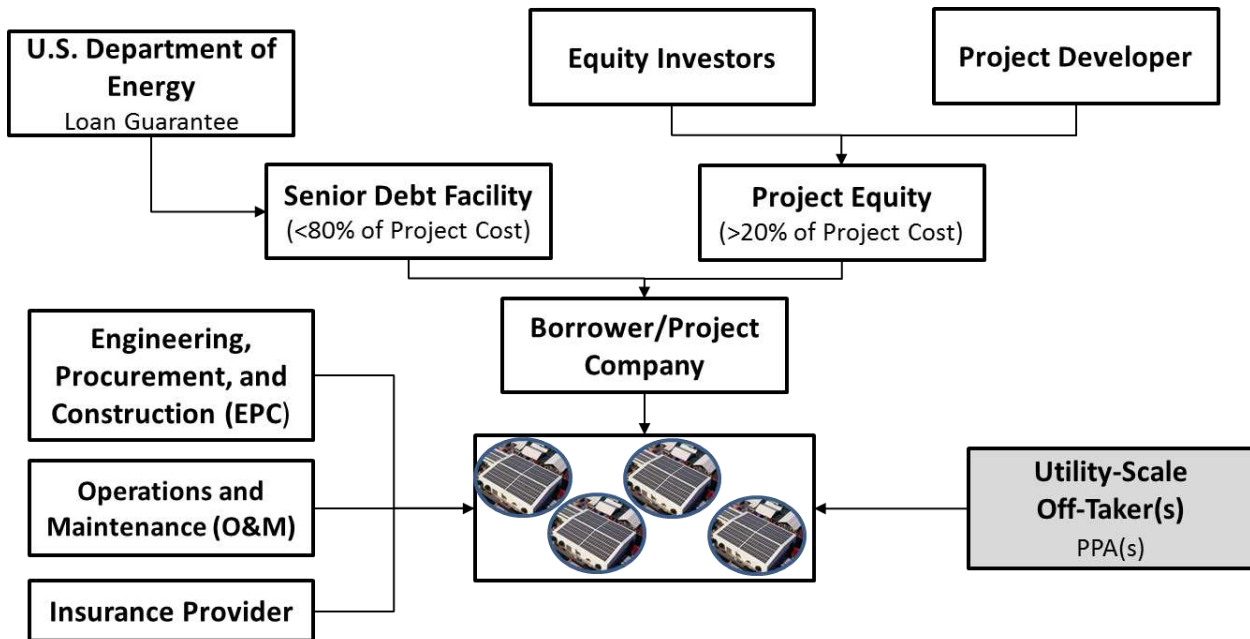 U.S. Department of
Energy
Loan Guarantee
Equity Investors
Project Developer
Senior Debt Facility
(<80% of Project Cost)
Project Equity
(>20% of Project Cost)
Borrower/Project
Company
Engineering,
Procurement, and
Construction (EPC)
Operations and
Maintenance (O&M)
Insurance Provider
Utility-Scale
Off-Taker(s)
PPA(s)